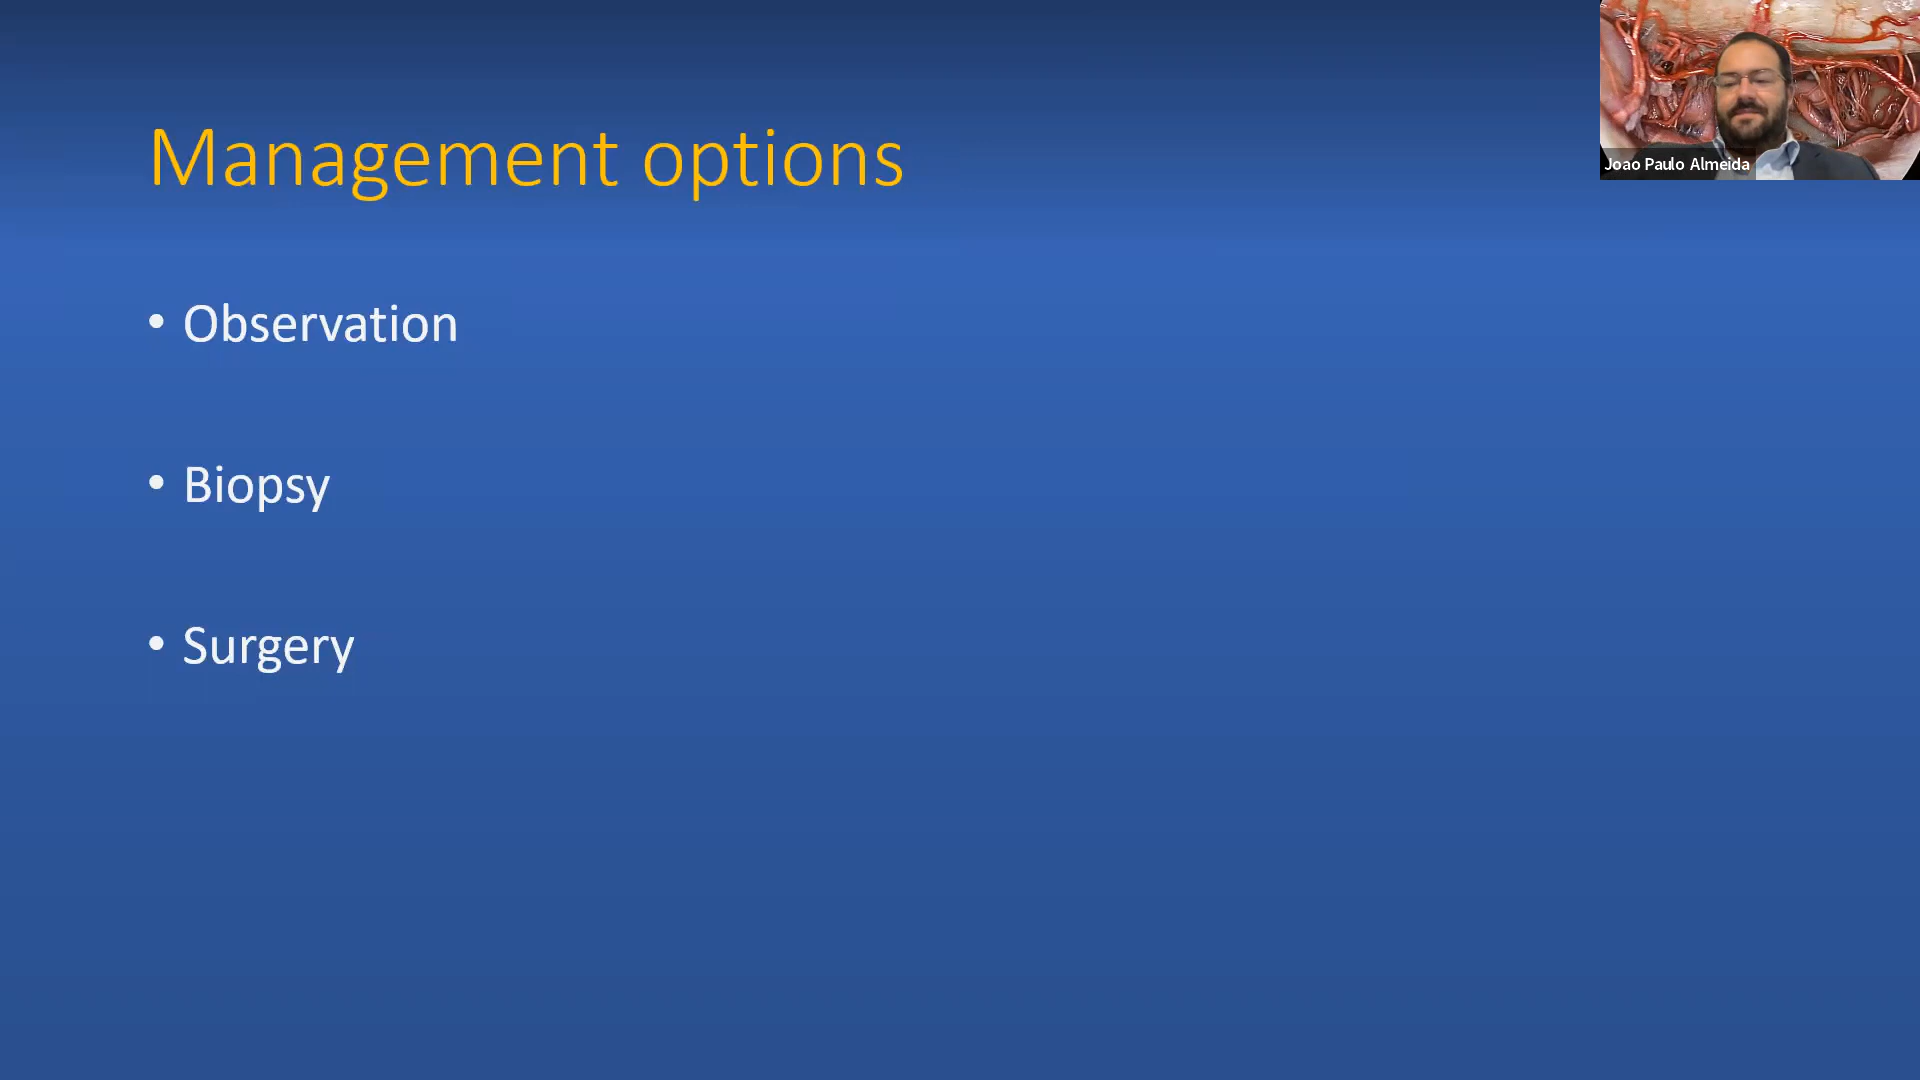 Management options
• Observation
• Biopsy
• Surgery
Joao Paulo Almeida